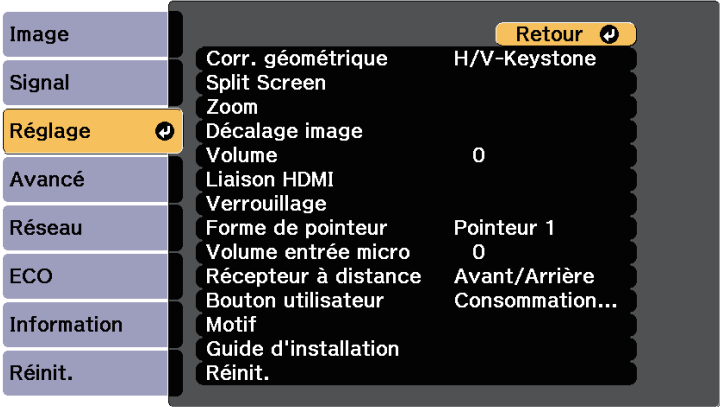 Image
Signal
Réglage
Avancé
Réseau
ECO
Information
Réinit.
Retour
Corr. géométrique H/V-Keystone
Split Screen
Zoom
Décalage image
Volume 0
Liaison HDMI
Verrouillage
Forme de pointeur Pointeur 1
Volume entrée micro 0
Récepteur à distance Avant/Arrière
Bouton utilisateur Consommation...
Motif
Guide d'installation
Réinit.